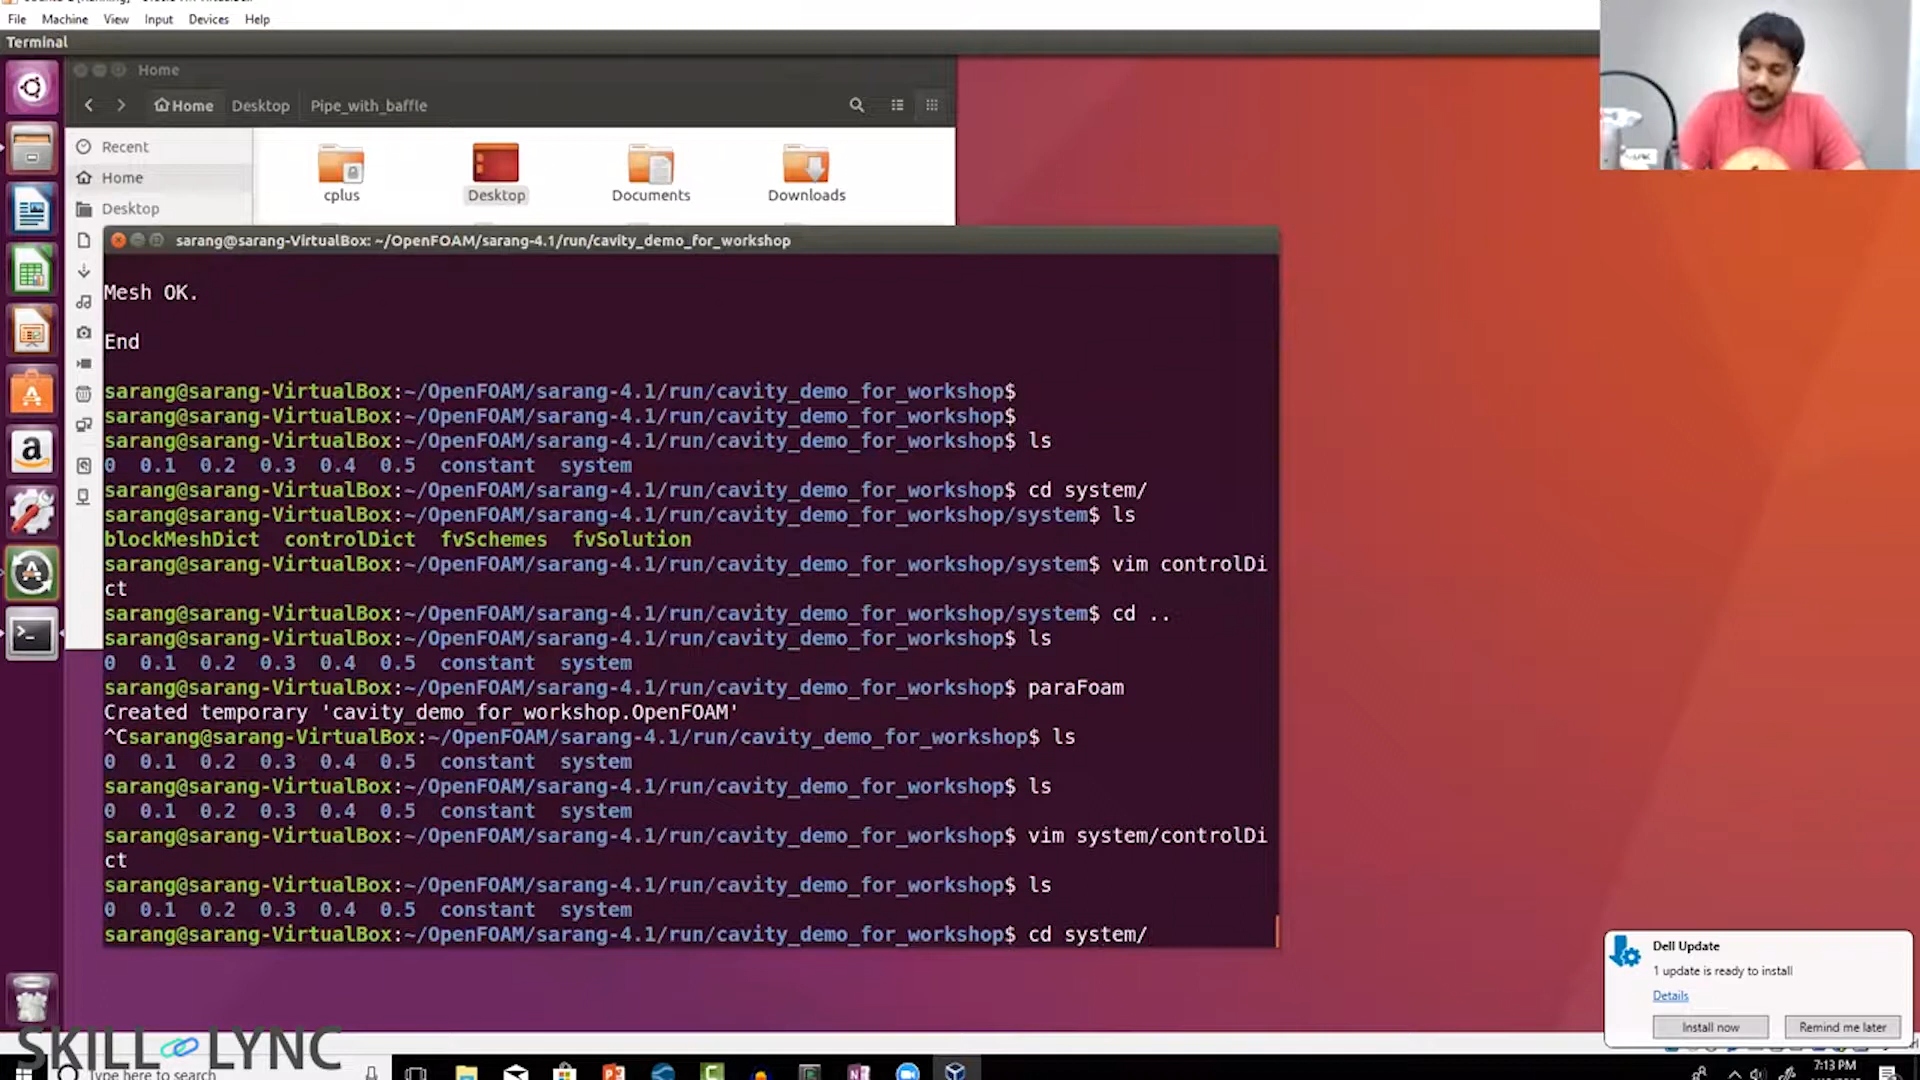 File Machine View Input Devices Help
Terminal
Home
Home Desktop Pipe_with_baffle
Recent
Home
Desktop
cplus Desktop Documents Downloads
sarang@sarang-VirtualBox: ~/OpenFOAM/sarang-4.1/run/cavity_demo_for_workshop
Mesh OK.
End
sarang@sarang-VirtualBox:~/OpenFOAM/sarang-4.1/run/cavity_demo_for_workshop$
sarang@sarang-VirtualBox:~/OpenFOAM/sarang-4.1/run/cavity_demo_for_workshop$
sarang@sarang-VirtualBox:~/OpenFOAM/sarang-4.1/run/cavity_demo_for_workshop$ ls
0 0.1 0.2 0.3 0.4 0.5 constant system
sarang@sarang-VirtualBox:~/OpenFOAM/sarang-4.1/run/cavity_demo_for_workshop$ cd system/
sarang@sarang-VirtualBox:~/OpenFOAM/sarang-4.1/run/cavity_demo_for_workshop/system$ ls
blockMeshDict controlDict fvSchemes fvSolution
sarang@sarang-VirtualBox:~/OpenFOAM/sarang-4.1/run/cavity_demo_for_workshop/system$ vim controlDi
ct
sarang@sarang-VirtualBox:~/OpenFOAM/sarang-4.1/run/cavity_demo_for_workshop/system$ cd ..
sarang@sarang-VirtualBox:~/OpenFOAM/sarang-4.1/run/cavity_demo_for_workshop$ ls
0 0.1 0.2 0.3 0.4 0.5 constant system
sarang@sarang-VirtualBox:~/OpenFOAM/sarang-4.1/run/cavity_demo_for_workshop$ paraFoam
Created temporary 'cavity_demo_for_workshop.OpenFOAM'
^Csarang@sarang-VirtualBox:~/OpenFOAM/sarang-4.1/run/cavity_demo_for_workshop$ ls
0 0.1 0.2 0.3 0.4 0.5 constant system
sarang@sarang-VirtualBox:~/OpenFOAM/sarang-4.1/run/cavity_demo_for_workshop$ ls
0 0.1 0.2 0.3 0.4 0.5 constant system
sarang@sarang-VirtualBox:~/OpenFOAM/sarang-4.1/run/cavity_demo_for_workshop$ vim system/controlDi
ct
sarang@sarang-VirtualBox:~/OpenFOAM/sarang-4.1/run/cavity_demo_for_workshop$ ls
0 0.1 0.2 0.3 0.4 0.5 constant system
sarang@sarang-VirtualBox:~/OpenFOAM/sarang-4.1/run/cavity_demo_for_workshop$ cd system/
Dell Update
1 update is ready to install
Details
Install now Remind me later
SKILL LYNC
Type here to search
7:13 PM